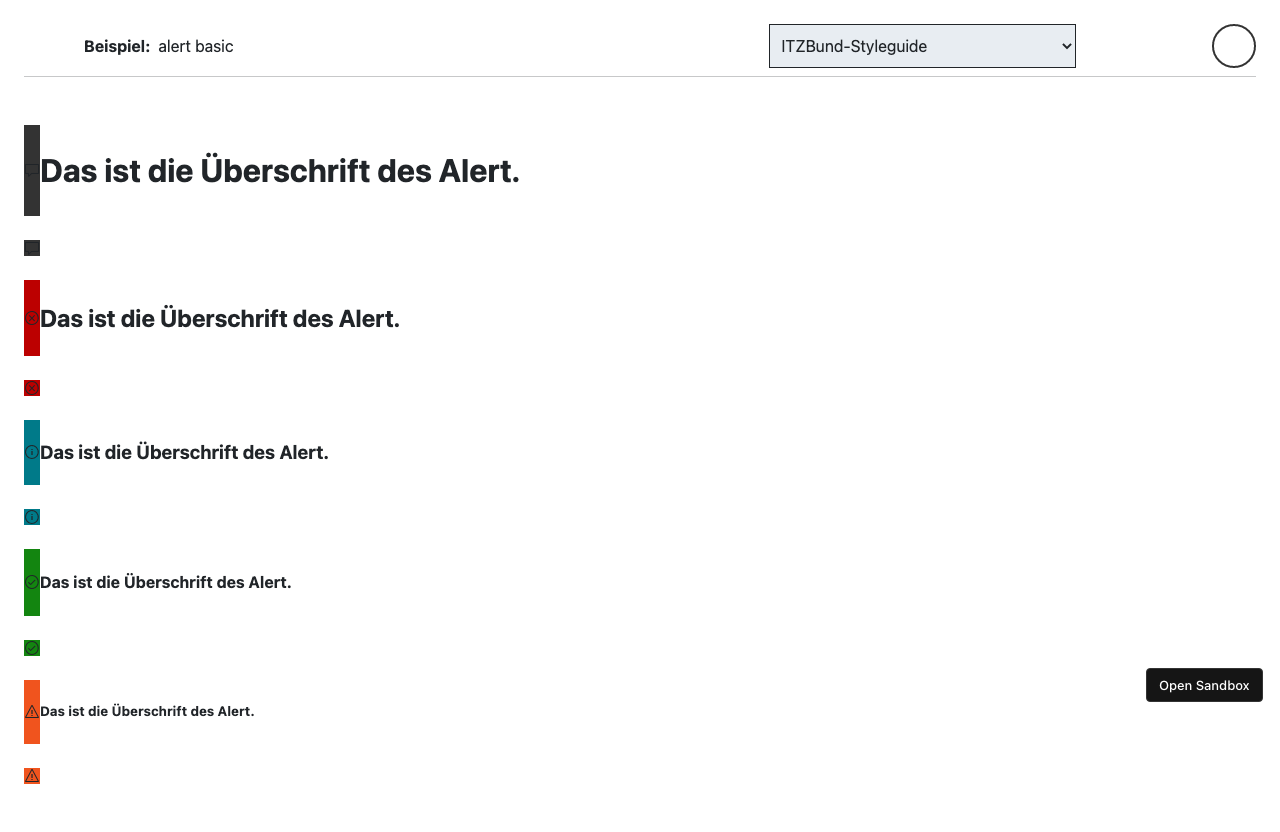 Beispiel: alert basic
ITZBund-Styleguide
Das ist die Überschrift des Alert.
Das ist die Überschrift des Alert.
Das ist die Überschrift des Alert.
Das ist die Überschrift des Alert.
Open Sandbox
Das ist die Überschrift des Alert.